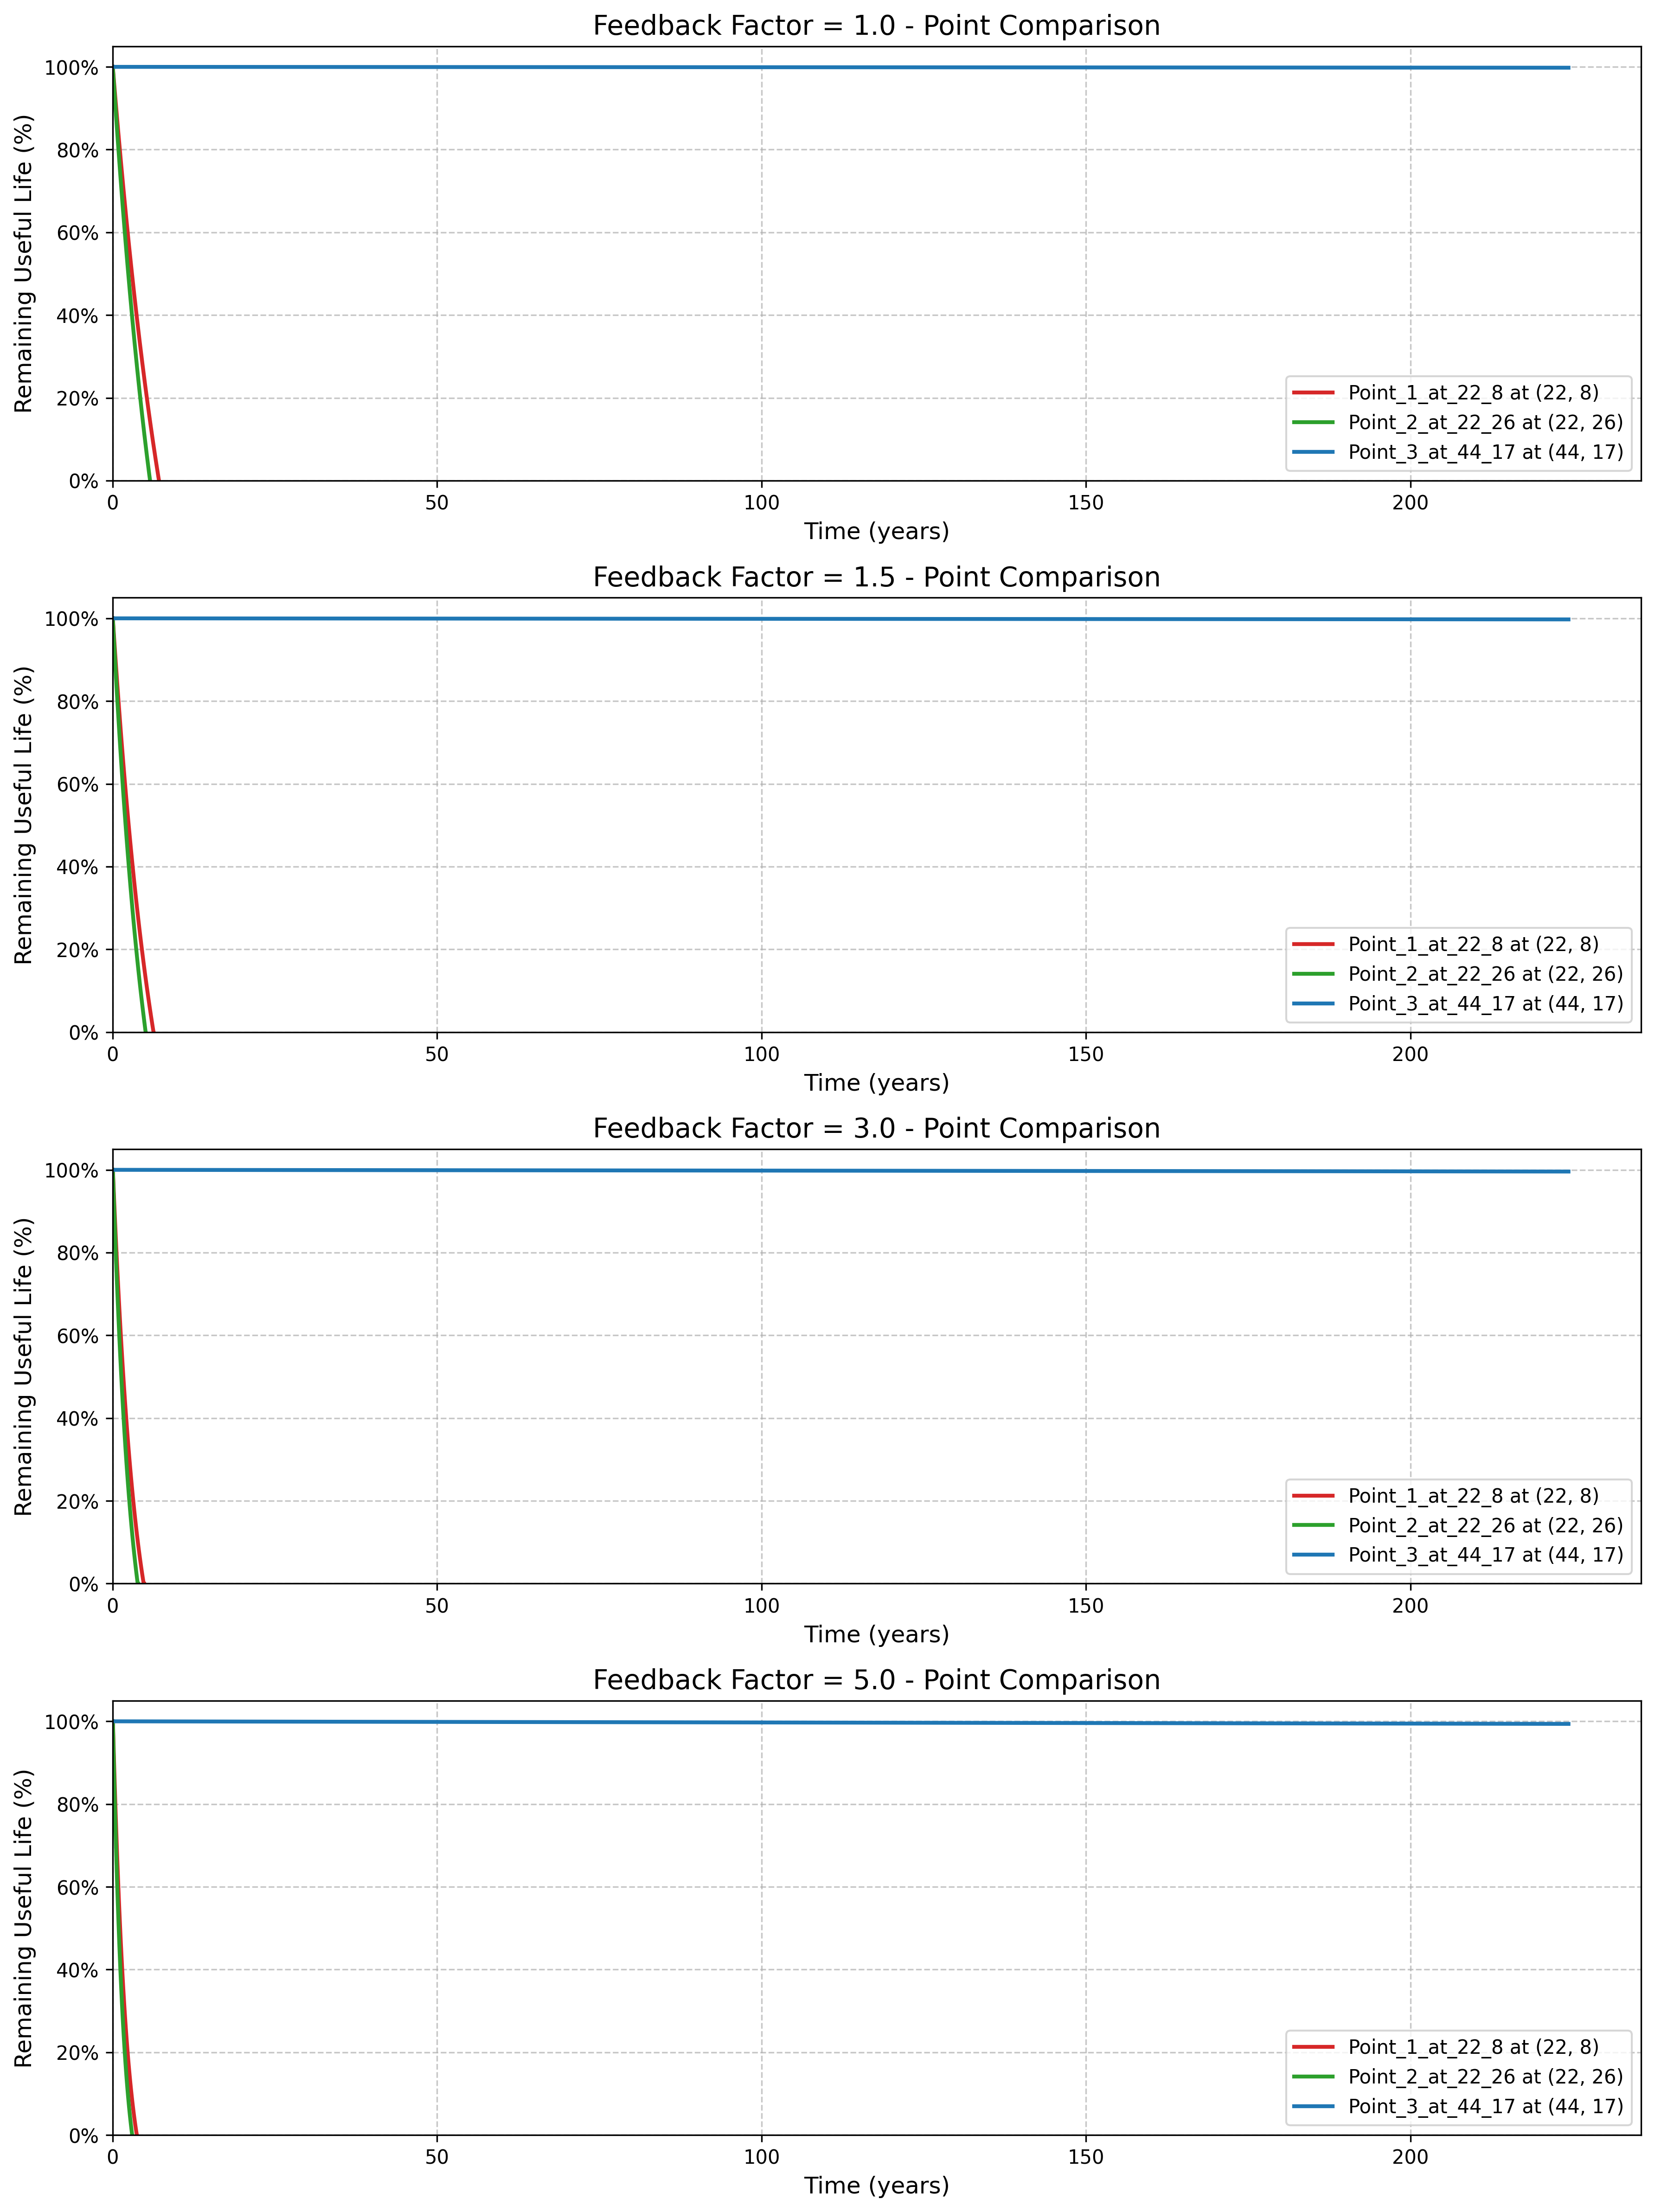 Feedback Factor = 1.0 - Point Comparison
Remaining Useful Life (%)
100%
80%
60%
40%
20%
0%
Point_1_at_22_8 at (22, 8)
Point_2_at_22_26 at (22, 26)
Point_3_at_44_17 at (44, 17)
0 50 100 150 200
Time (years)
Feedback Factor = 1.5 - Point Comparison
Remaining Useful Life (%)
100%
80%
60%
40%
20%
0%
Point_1_at_22_8 at (22, 8)
Point_2_at_22_26 at (22, 26)
Point_3_at_44_17 at (44, 17)
0 50 100 150 200
Time (years)
Feedback Factor = 3.0 - Point Comparison
Remaining Useful Life (%)
100%
80%
60%
40%
20%
0%
Point_1_at_22_8 at (22, 8)
Point_2_at_22_26 at (22, 26)
Point_3_at_44_17 at (44, 17)
0 50 100 150 200
Time (years)
Feedback Factor = 5.0 - Point Comparison
Remaining Useful Life (%)
100%
80%
60%
40%
20%
0%
Point_1_at_22_8 at (22, 8)
Point_2_at_22_26 at (22, 26)
Point_3_at_44_17 at (44, 17)
0 50 100 150 200
Time (years)